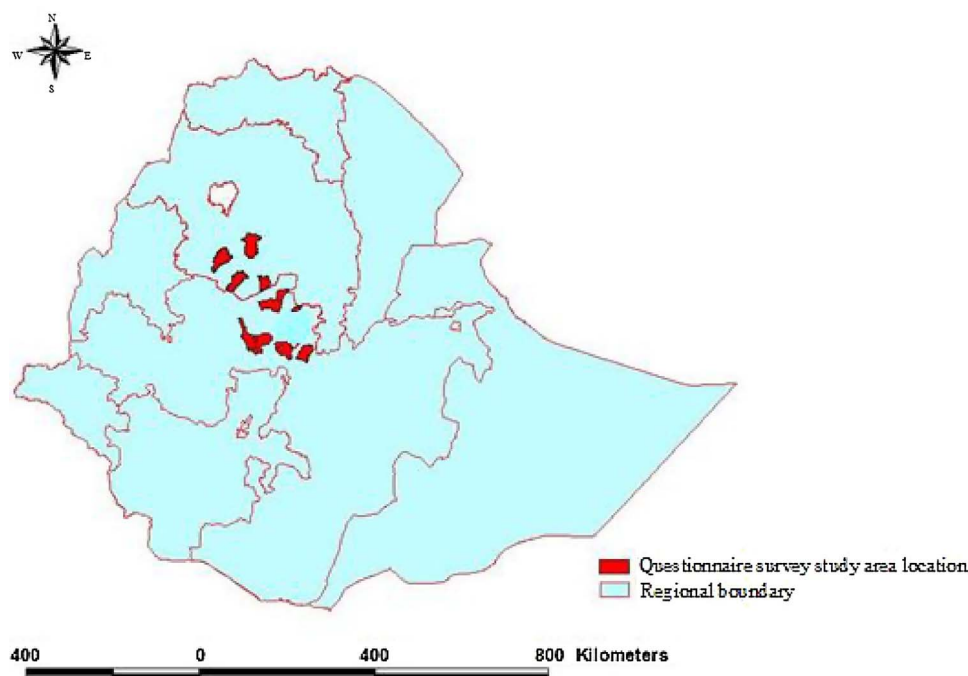 N
W E
S
Questionnaire survey study area location
Regional boundary
400 0 400 800 Kilometers